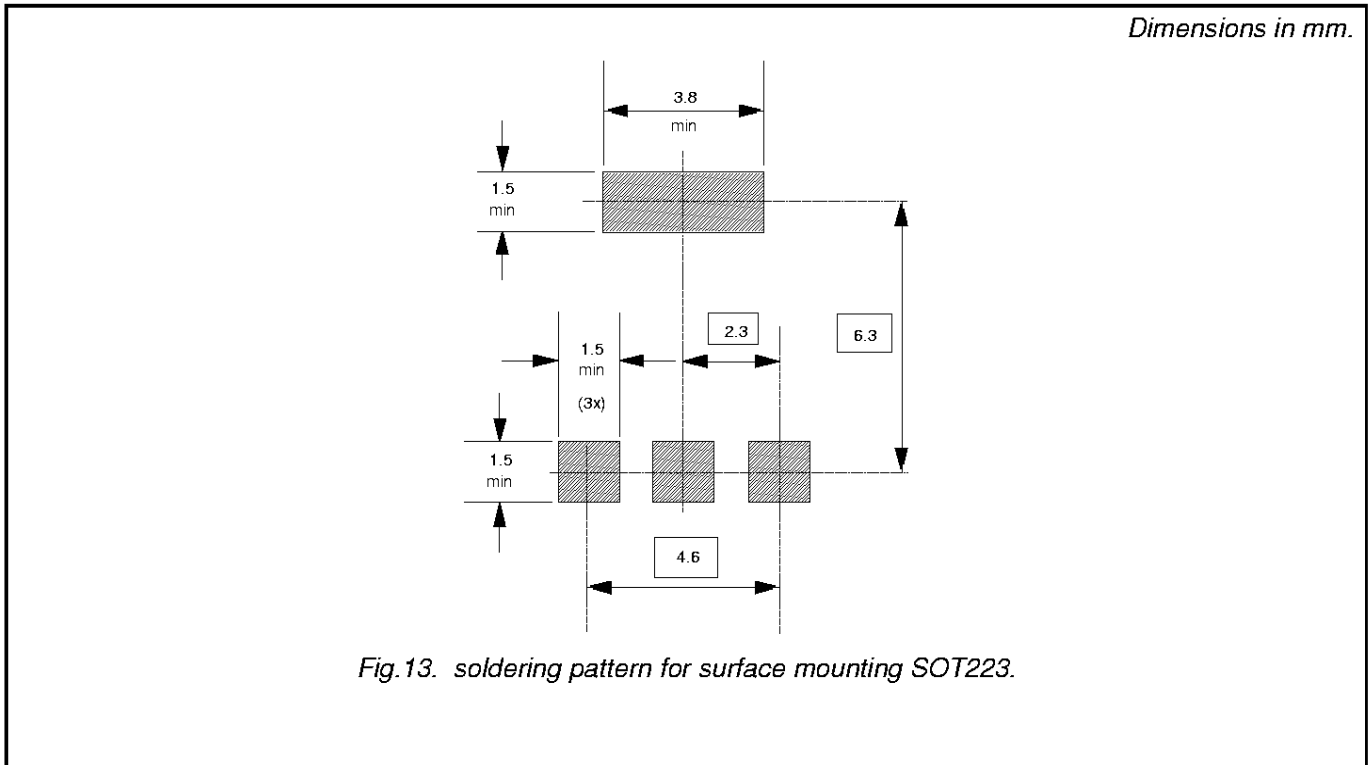 Dimensions in mm.
3.8
min
1.5
min
2.3
6.3
1.5
min
(3x)
1.5
min
4.6
Fig.13. soldering pattern for surface mounting SOT223.